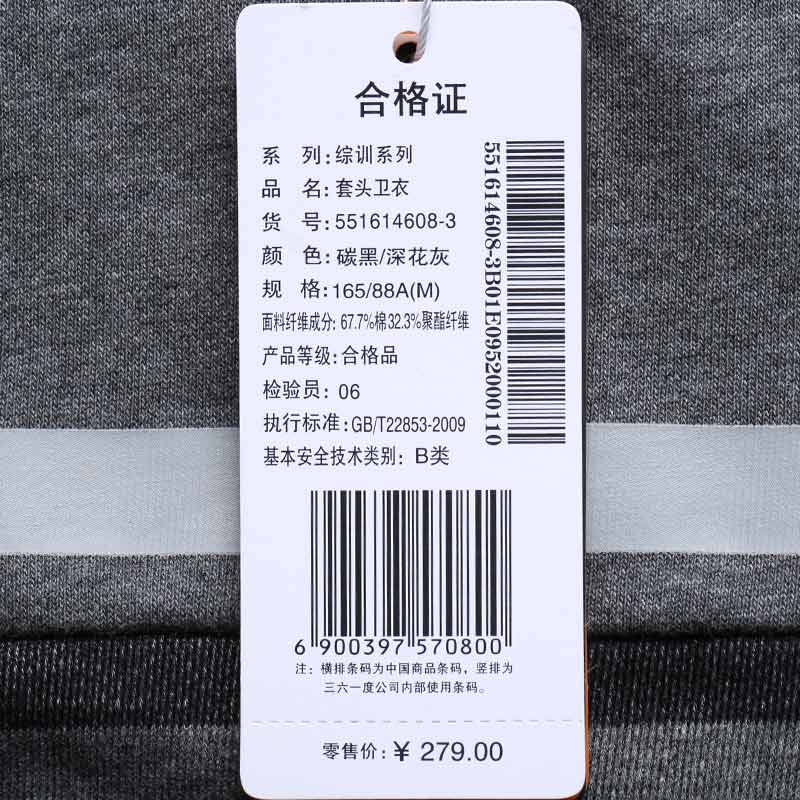 合格证
系 列:综训系列
品 名:套头卫衣
货 号:551614608-3
颜 色:碳黑/深花灰
规 格:165/88A(M)
面料纤维成分: 67.7%棉32.3%聚酯纤维
产品等级:合格品
检验员: 06
执行标准:GB/T22853-2009
基本安全技术类别: B类
551614608-3B01E0952000110
6 900397 570800
注: 横排条码为中国商品条码，竖排为
三六一度公司内部使用条码。
零售价: ¥ 279.00